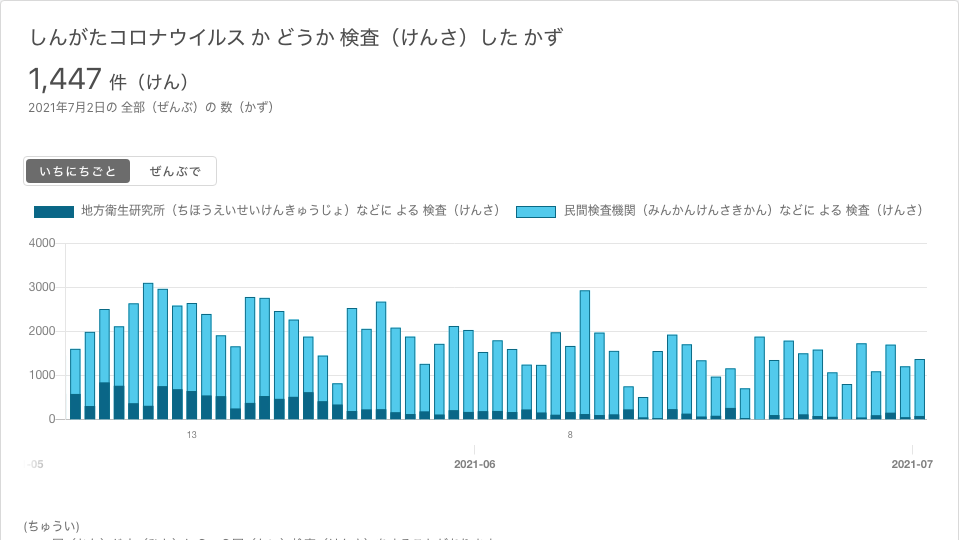 しんがたコロナウイルス か どうか 検査（けんさ）した かず
1,447 件（けん）
2021年7月2日の 全部（ぜんぶ）の 数（かず）
いちにちごと ぜんぶで
地方衛生研究所（ちほうえいせいけんきゅうじょ）などに よる 検査（けんさ） 民間検査機関（みんかんけんさきかん）などに よる 検査（けんさ）
4000
3000
2000
1000
0
13 8
-05 2021-06 2021-07
(ちゅうい)